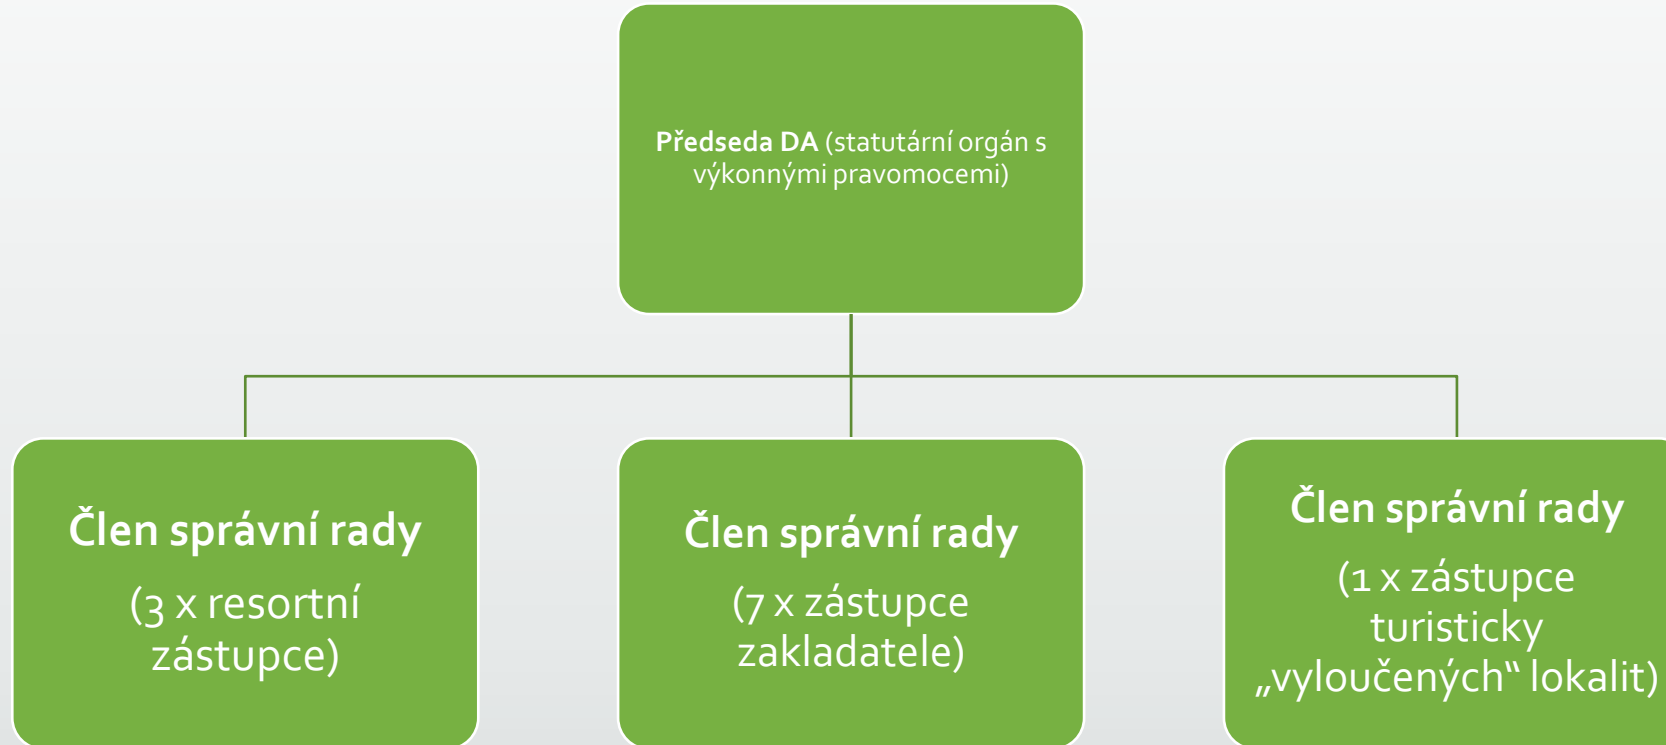 Předseda DA (statutární orgán s
výkonnými pravomocemi)
Člen správní rady
(3 x resortní
zástupce)
Člen správní rady
(7 x zástupce
zakladatele)
Člen správní rady
(1 x zástupce
turisticky
„vyloučených“ lokalit)